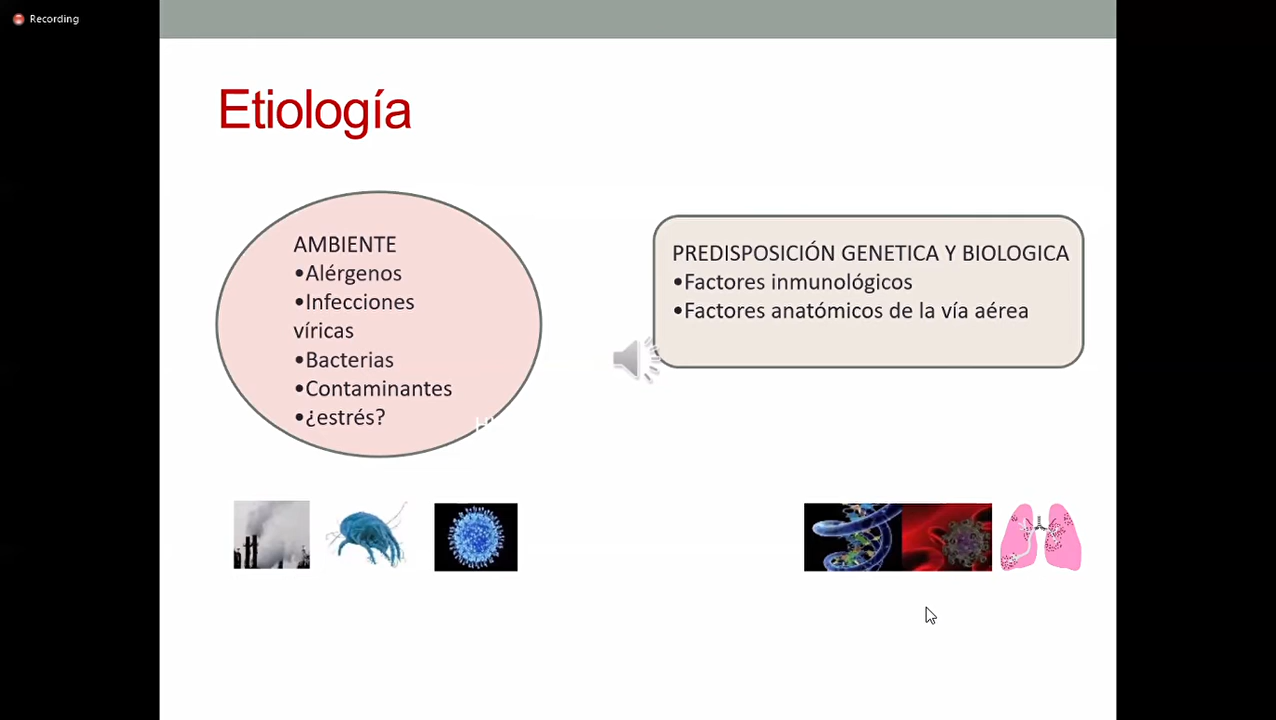 Recording
Etiología
AMBIENTE
•Alérgenos
•Infecciones
víricas
•Bacterias
•Contaminantes
•¿estrés?
PREDISPOSICIÓN GENETICA Y BIOLOGICA
•Factores inmunológicos
•Factores anatómicos de la vía aérea